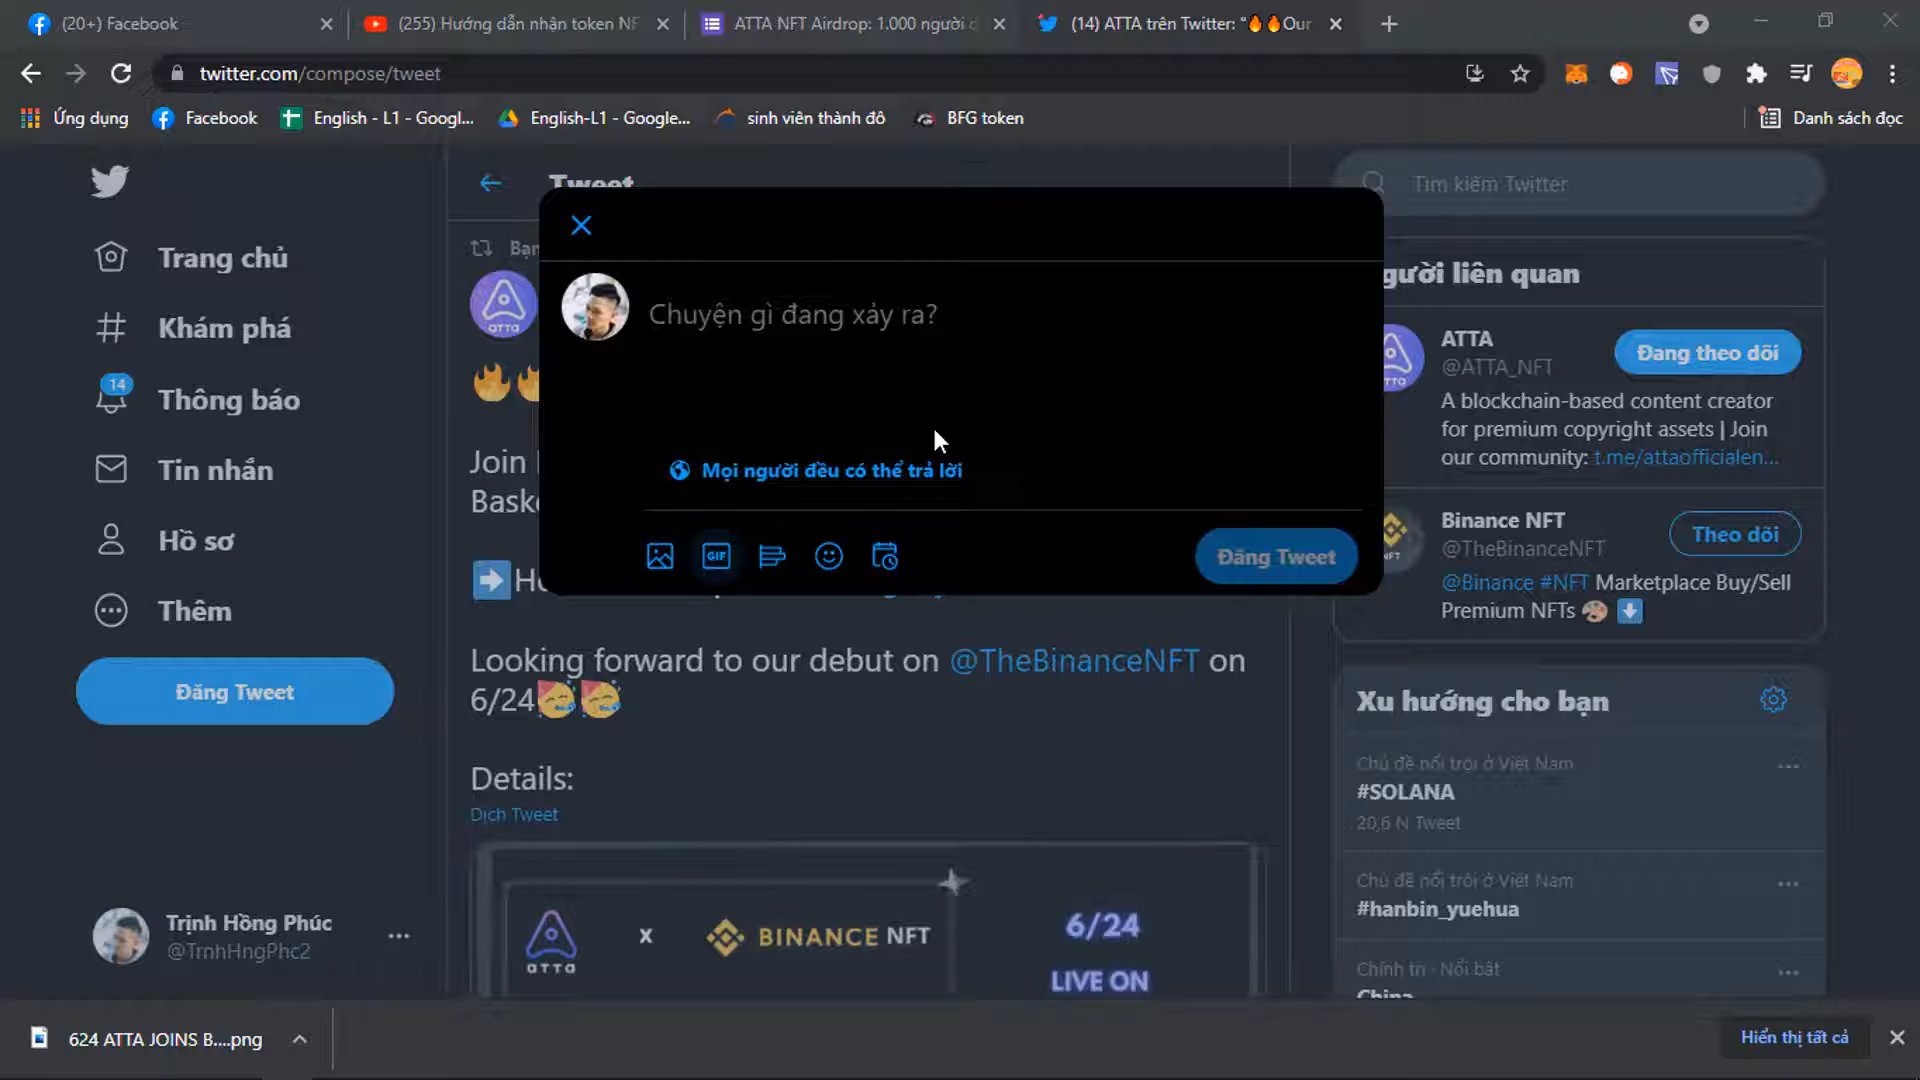 (20+) Facebook
(255) Hướng dẫn nhận token NF
ATTA NFT Airdrop: 1.000 người d
(14) ATTA trên Twitter: "🔥🔥Our
twitter.com/compose/tweet
Ứng dụng
Facebook
English - L1 - Googl...
English-L1 - Google...
sinh viên thành đô
BFG token
Danh sách đọc
Trang chủ
Khám phá
14
Thông báo
Tin nhắn
Hồ sơ
Thêm
Đăng Tweet
Trịnh Hồng Phúc
@TrnhHngPhc2
Tweet
Bạn
ATTA
Join
Bask
Chuyện gì đang xảy ra?
Mọi người đều có thể trả lời
GIF
Đăng Tweet
Looking forward to our debut on @TheBinanceNFT on
6/24🥳🥳
Details:
Dịch Tweet
ATTA
X
BINANCE NFT
6/24
LIVE ON
Tìm kiếm Twitter
gười liên quan
ATTA
@ATTA_NFT
Đang theo dõi
A blockchain-based content creator
for premium copyright assets | Join
our community: t.me/attaofficialen...
Binance NFT
@TheBinanceNFT
Theo dõi
@Binance #NFT Marketplace Buy/Sell
Premium NFTs 🎨 ⬇️
Xu hướng cho bạn
Chủ đề nổi trội ở Việt Nam
#SOLANA
20,6 N Tweet
Chủ đề nổi trội ở Việt Nam
#hanbin_yuehua
Chính trị · Nổi bật
China
624 ATTA JOINS B....png
Hiển thị tất cả